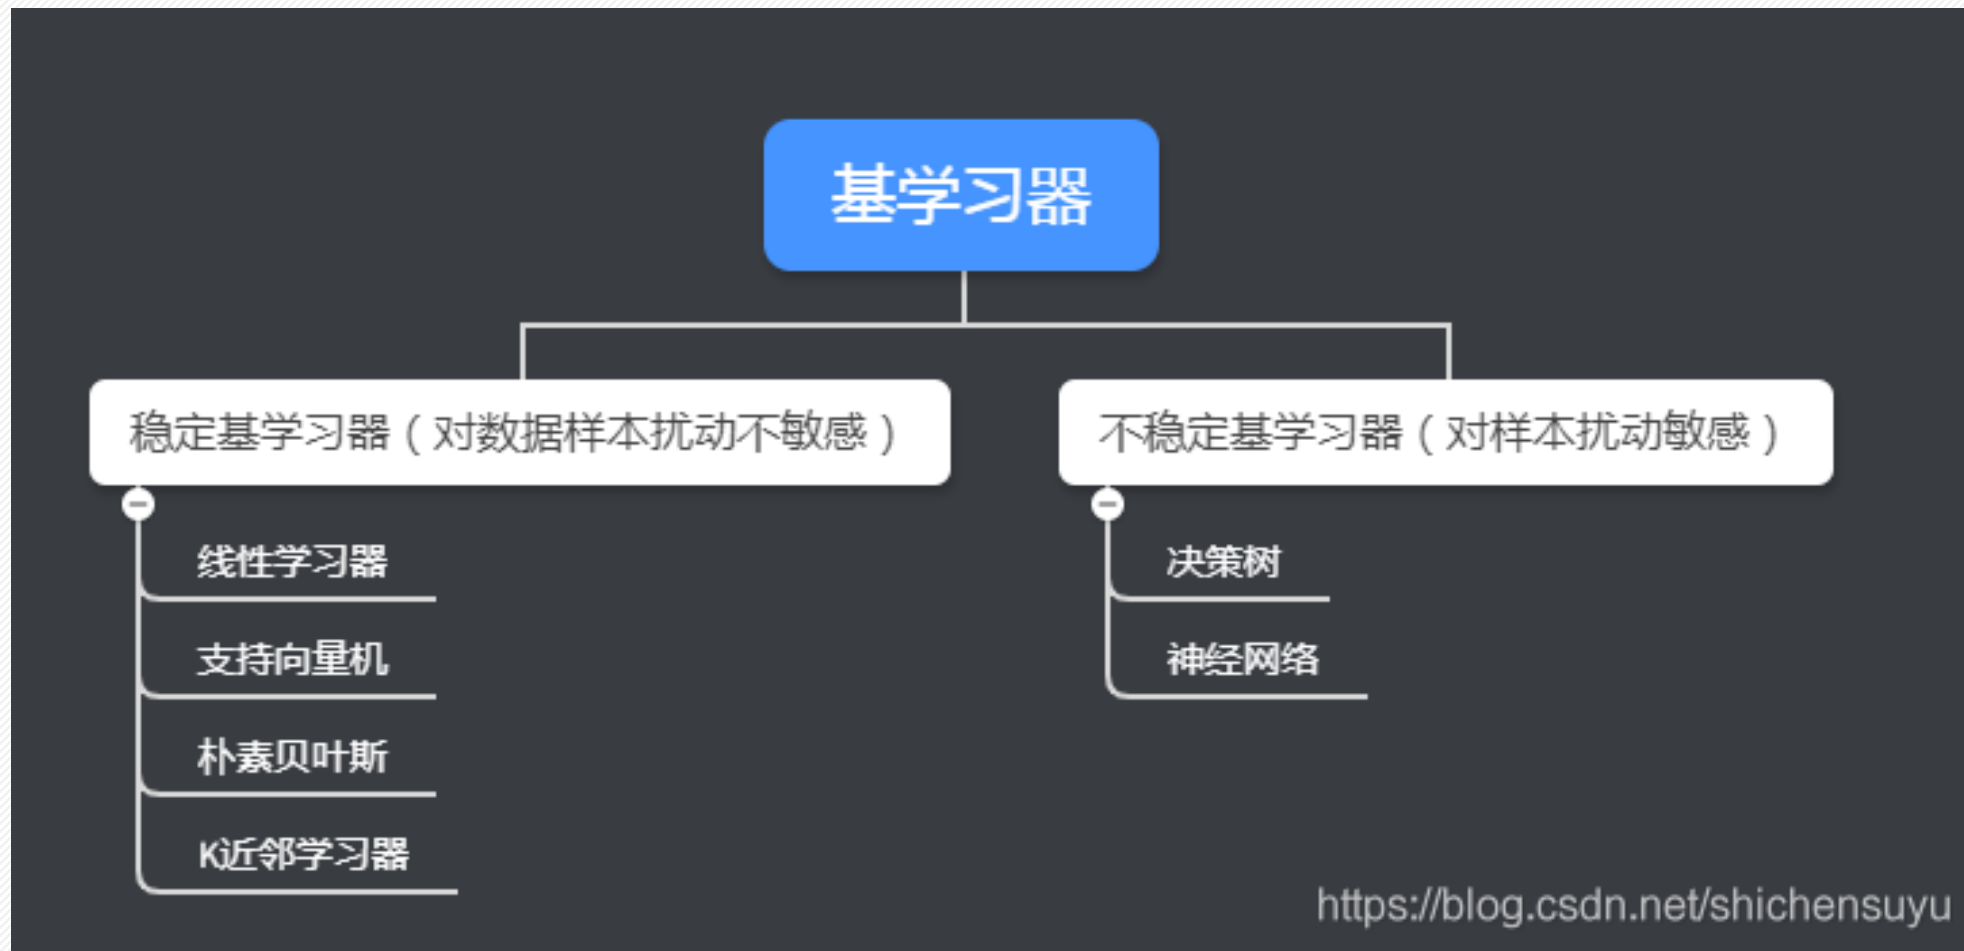 基学习器
稳定基学习器（对数据样本扰动不敏感）
线性学习器
支持向量机
朴素贝叶斯
K近邻学习器
不稳定基学习器（对样本扰动敏感）
决策树
神经网络
https://blog.csdn.net/shichensuyu